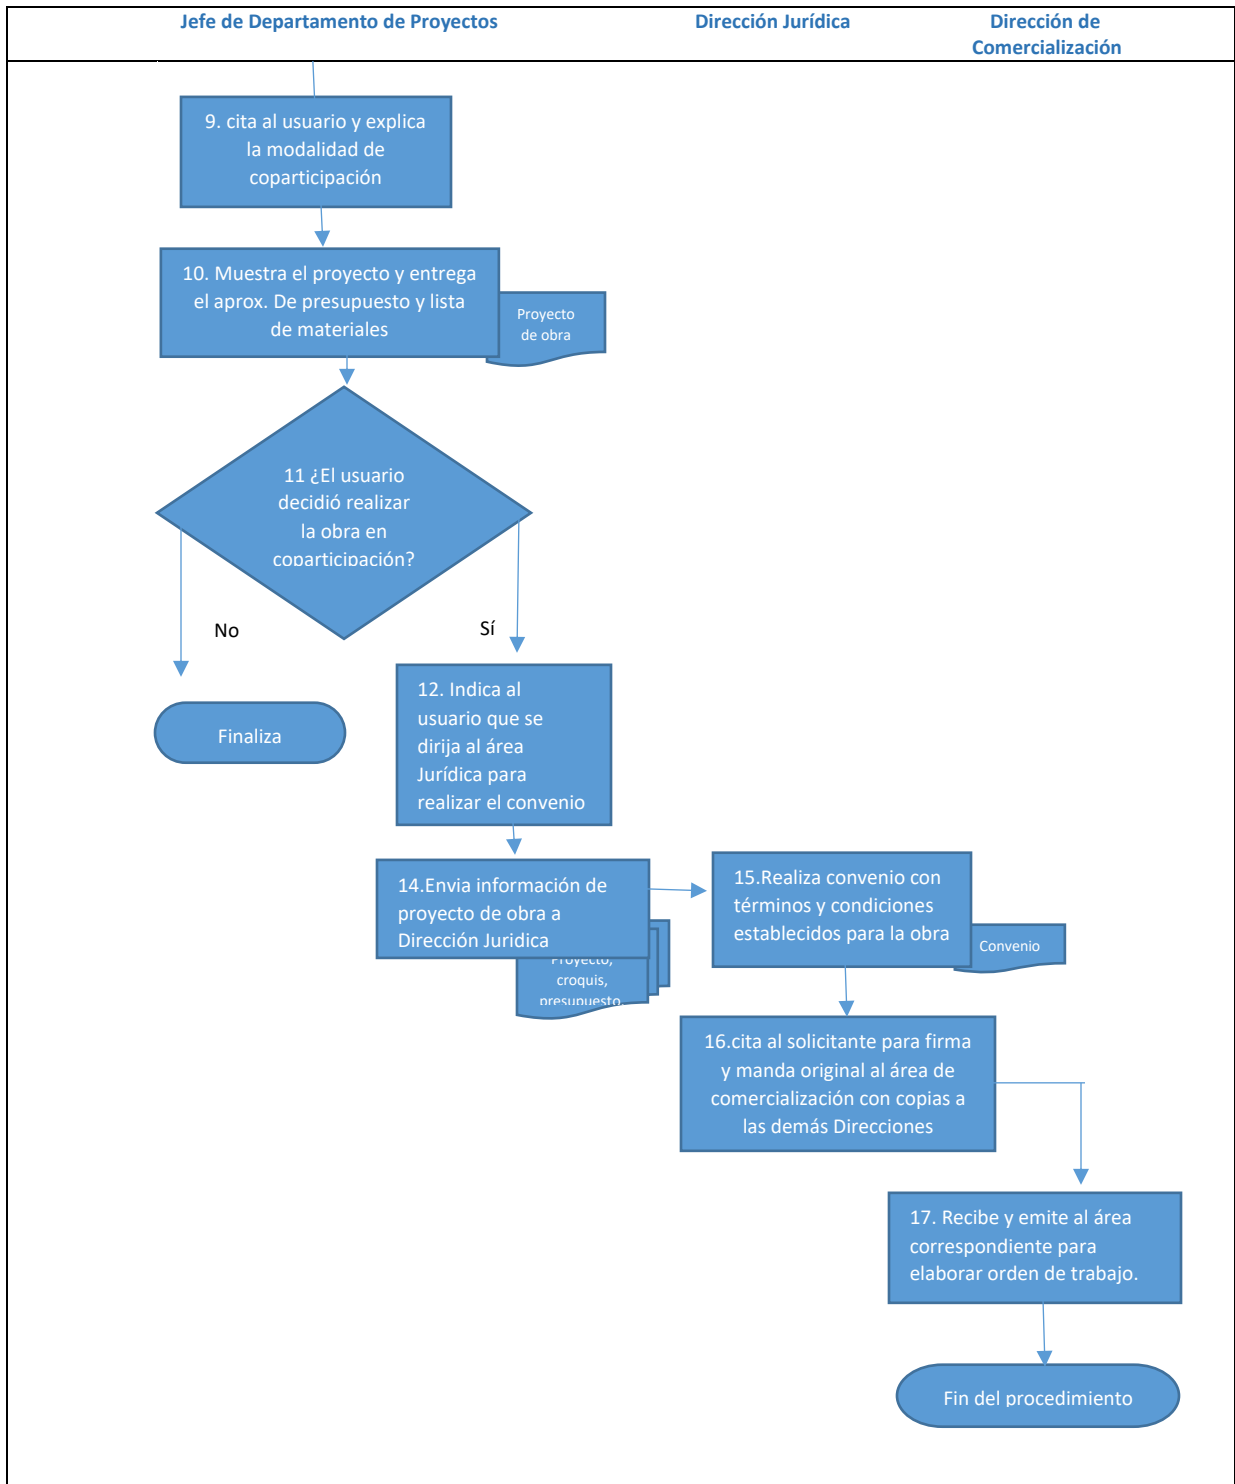 Jefe de Departamento de Proyectos
Dirección Jurídica
Dirección de
Comercialización
9. cita al usuario y explica
la modalidad de
coparticipación
10. Muestra el proyecto y entrega
el aprox. De presupuesto y lista
de materiales
Proyecto
de obra
11 ¿El usuario
decidió realizar
la obra en
coparticipación?
No
Sí
Finaliza
12. Indica al
usuario que se
dirija al área
Jurídica para
realizar el convenio
14.Envia información de
proyecto de obra a
Dirección Juridica
Proyecto,
croquis,
presupuesto,
15.Realiza convenio con
términos y condiciones
establecidos para la obra
Convenio
16.cita al solicitante para firma
y manda original al área de
comercialización con copias a
las demás Direcciones
17. Recibe y emite al área
correspondiente para
elaborar orden de trabajo.
Fin del procedimiento